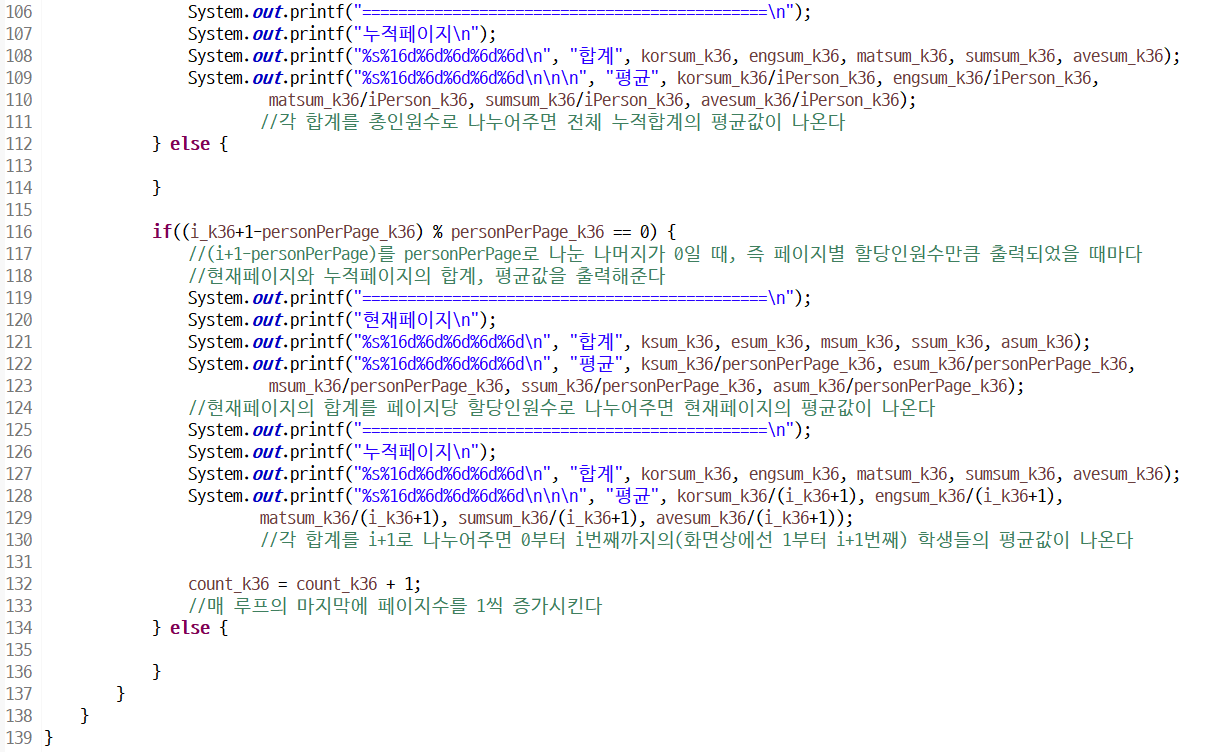 106 System.out.printf("=============================================\n");
107 System.out.printf("누적페이지\n");
108 System.out.printf("%s%16d%6d%6d%6d%6d\n", "합계", korsum_k36, engsum_k36, matsum_k36, sumsum_k36, avesum_k36);
109 System.out.printf("%s%16d%6d%6d%6d%6d\n\n\n", "평균", korsum_k36/iPerson_k36, engsum_k36/iPerson_k36,
110 matsum_k36/iPerson_k36, sumsum_k36/iPerson_k36, avesum_k36/iPerson_k36);
111 //각 합계를 총인원수로 나누어주면 전체 누적합계의 평균값이 나온다
112 } else {
113
114 }
115
116 if((i_k36+1-personPerPage_k36) % personPerPage_k36 == 0) {
117 //(i+1-personPerPage)를 personPerPage로 나눈 나머지가 0일 때, 즉 페이지별 할당인원수만큼 출력되었을 때마다
118 //현재페이지와 누적페이지의 합계, 평균값을 출력해준다
119 System.out.printf("=============================================\n");
120 System.out.printf("현재페이지\n");
121 System.out.printf("%s%16d%6d%6d%6d%6d\n", "합계", ksum_k36, esum_k36, msum_k36, ssum_k36, asum_k36);
122 System.out.printf("%s%16d%6d%6d%6d%6d\n", "평균", ksum_k36/personPerPage_k36, esum_k36/personPerPage_k36,
123 msum_k36/personPerPage_k36, ssum_k36/personPerPage_k36, asum_k36/personPerPage_k36);
124 //현재페이지의 합계를 페이지당 할당인원수로 나누어주면 현재페이지의 평균값이 나온다
125 System.out.printf("=============================================\n");
126 System.out.printf("누적페이지\n");
127 System.out.printf("%s%16d%6d%6d%6d%6d\n", "합계", korsum_k36, engsum_k36, matsum_k36, sumsum_k36, avesum_k36);
128 System.out.printf("%s%16d%6d%6d%6d%6d\n\n\n", "평균", korsum_k36/(i_k36+1), engsum_k36/(i_k36+1),
129 matsum_k36/(i_k36+1), sumsum_k36/(i_k36+1), avesum_k36/(i_k36+1));
130 //각 합계를 i+1로 나누어주면 0부터 i번째까지의(화면상에선 1부터 i+1번째) 학생들의 평균값이 나온다
131
132 count_k36 = count_k36 + 1;
133 //매 루프의 마지막에 페이지수를 1씩 증가시킨다
134 } else {
135
136 }
137 }
138 }
139 }